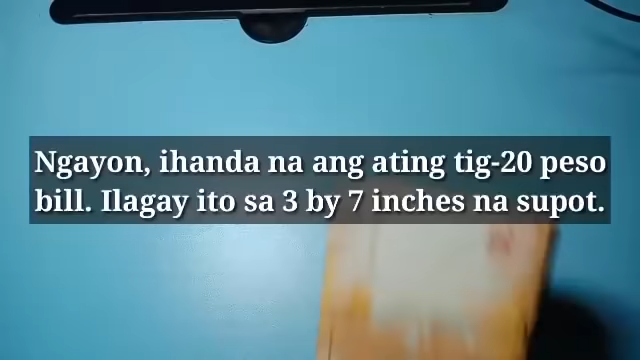 Ngayon, ihanda na ang ating tig-20 peso
bill. Ilagay ito sa 3 by 7 inches na supot.